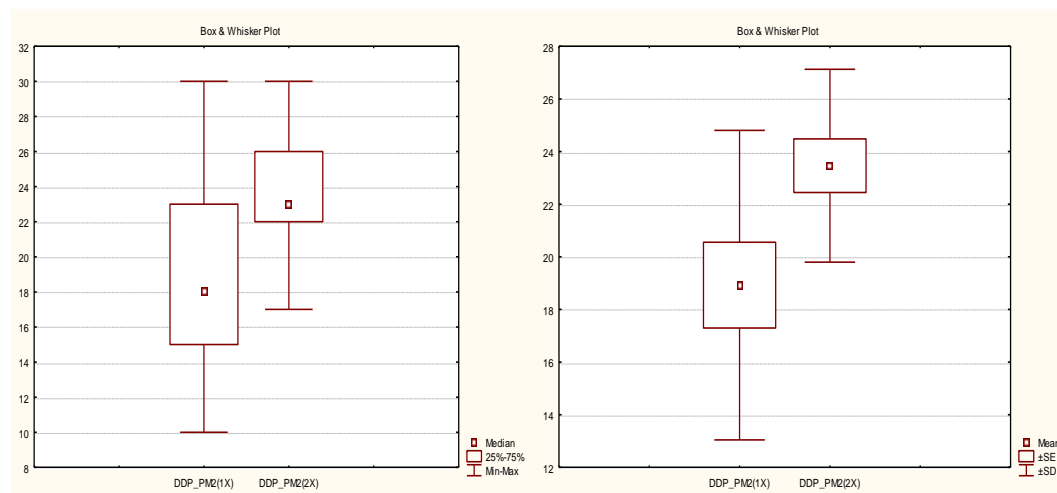 Box & Whisker Plot
32
30
28
26
24
22
20
18
16
14
12
10
8
DDP_PM2(1X) DDP_PM2(2X)
Median
25%-75%
Min-Max
Box & Whisker Plot
28
26
24
22
20
18
16
14
12
DDP_PM2(1X) DDP_PM2(2X)
Mean
±SE
±SD